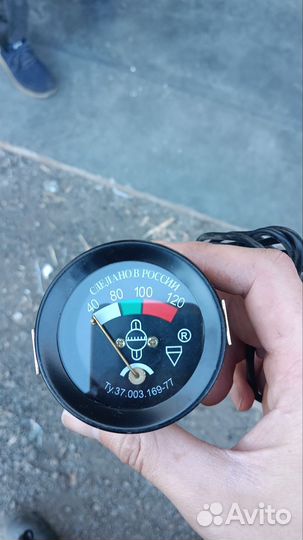 СДЕЛАНО В РОССИИ
40 80 100 120
®
Ту.37.003.169-77
Avito